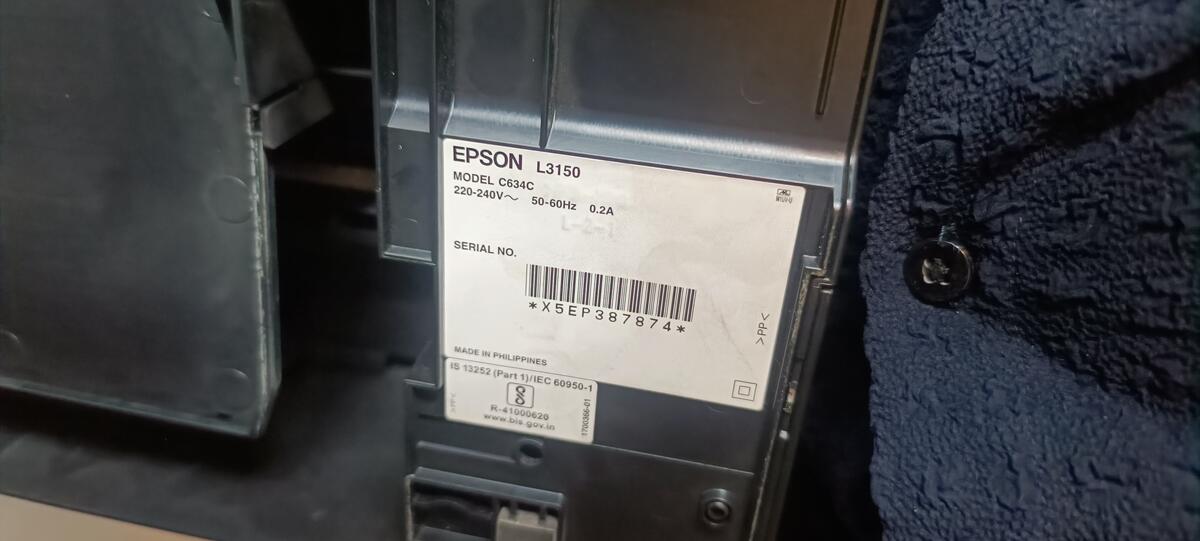 EPSON L3150
MODEL C634C
220-240V～ 50-60Hz 0.2A
L-2-1
SERIAL NO.
*X5EP387874*
>PP<
MADE IN PHILIPPINES
IS 13252 (Part 1)/IEC 60950-1
R-41000620
www.bis.gov.in
>PP<